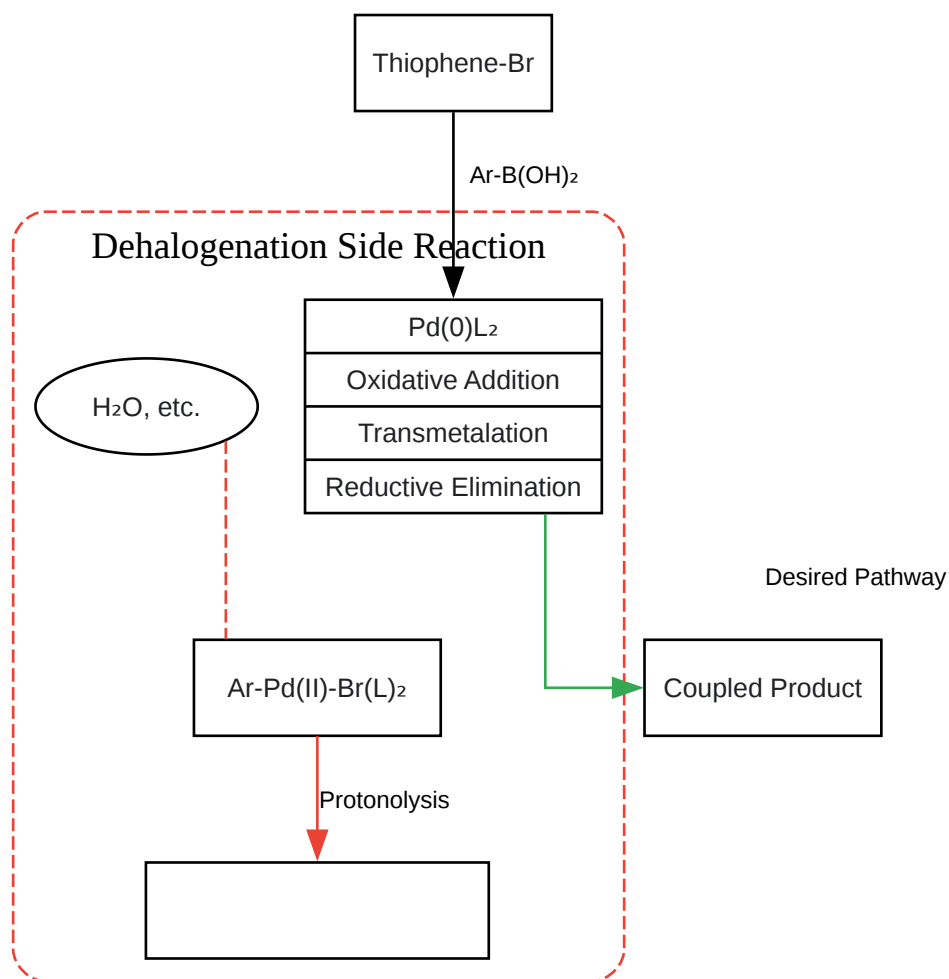 Thiophene-Br
Ar-B(OH)₂
Dehalogenation Side Reaction
Pd(0)L₂
Oxidative Addition
H₂O, etc.
Transmetalation
Reductive Elimination
Desired Pathway
Ar-Pd(II)-Br(L)₂
Coupled Product
Protonolysis